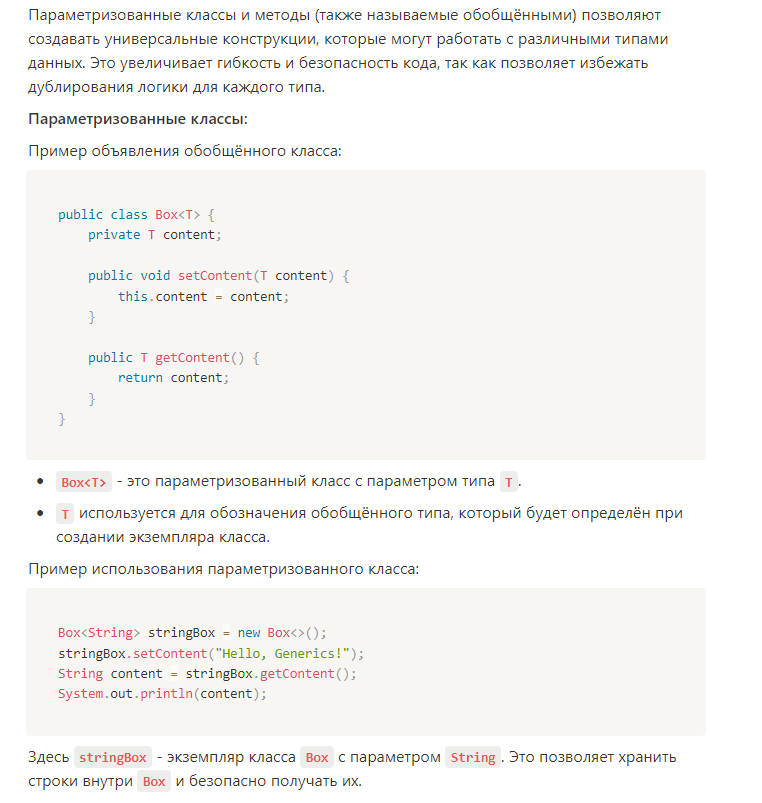 Параметризованные классы и методы (также называемые обобщёнными) позволяют
создавать универсальные конструкции, которые могут работать с различными типами
данных. Это увеличивает гибкость и безопасность кода, так как позволяет избежать
дублирования логики для каждого типа.
Параметризованные классы:
Пример объявления обобщённого класса:
public class Box<T> {
    private T content;
    public void setContent(T content) {
        this.content = content;
    }
    public T getContent() {
        return content;
    }
}
• Box<T> - это параметризованный класс с параметром типа T.
• T используется для обозначения обобщённого типа, который будет определён при
создании экземпляра класса.
Пример использования параметризованного класса:
Box<String> stringBox = new Box<>();
stringBox.setContent("Hello, Generics!");
String content = stringBox.getContent();
System.out.println(content);
Здесь stringBox - экземпляр класса Box с параметром String. Это позволяет хранить
строки внутри Box и безопасно получать их.